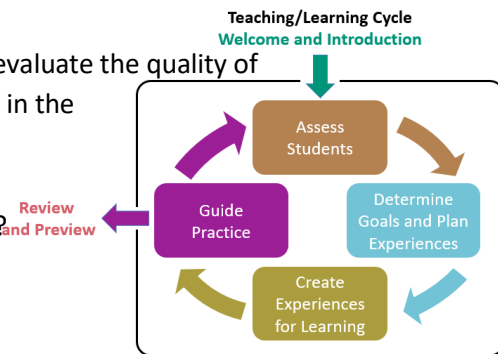 Teaching/Learning Cycle
Welcome and Introduction
evaluate the quality of
in the
Assess
Students
Determine
Goals and Plan
Experiences
Create
Experiences
for Learning
Guide
Practice
?
Review
and Preview